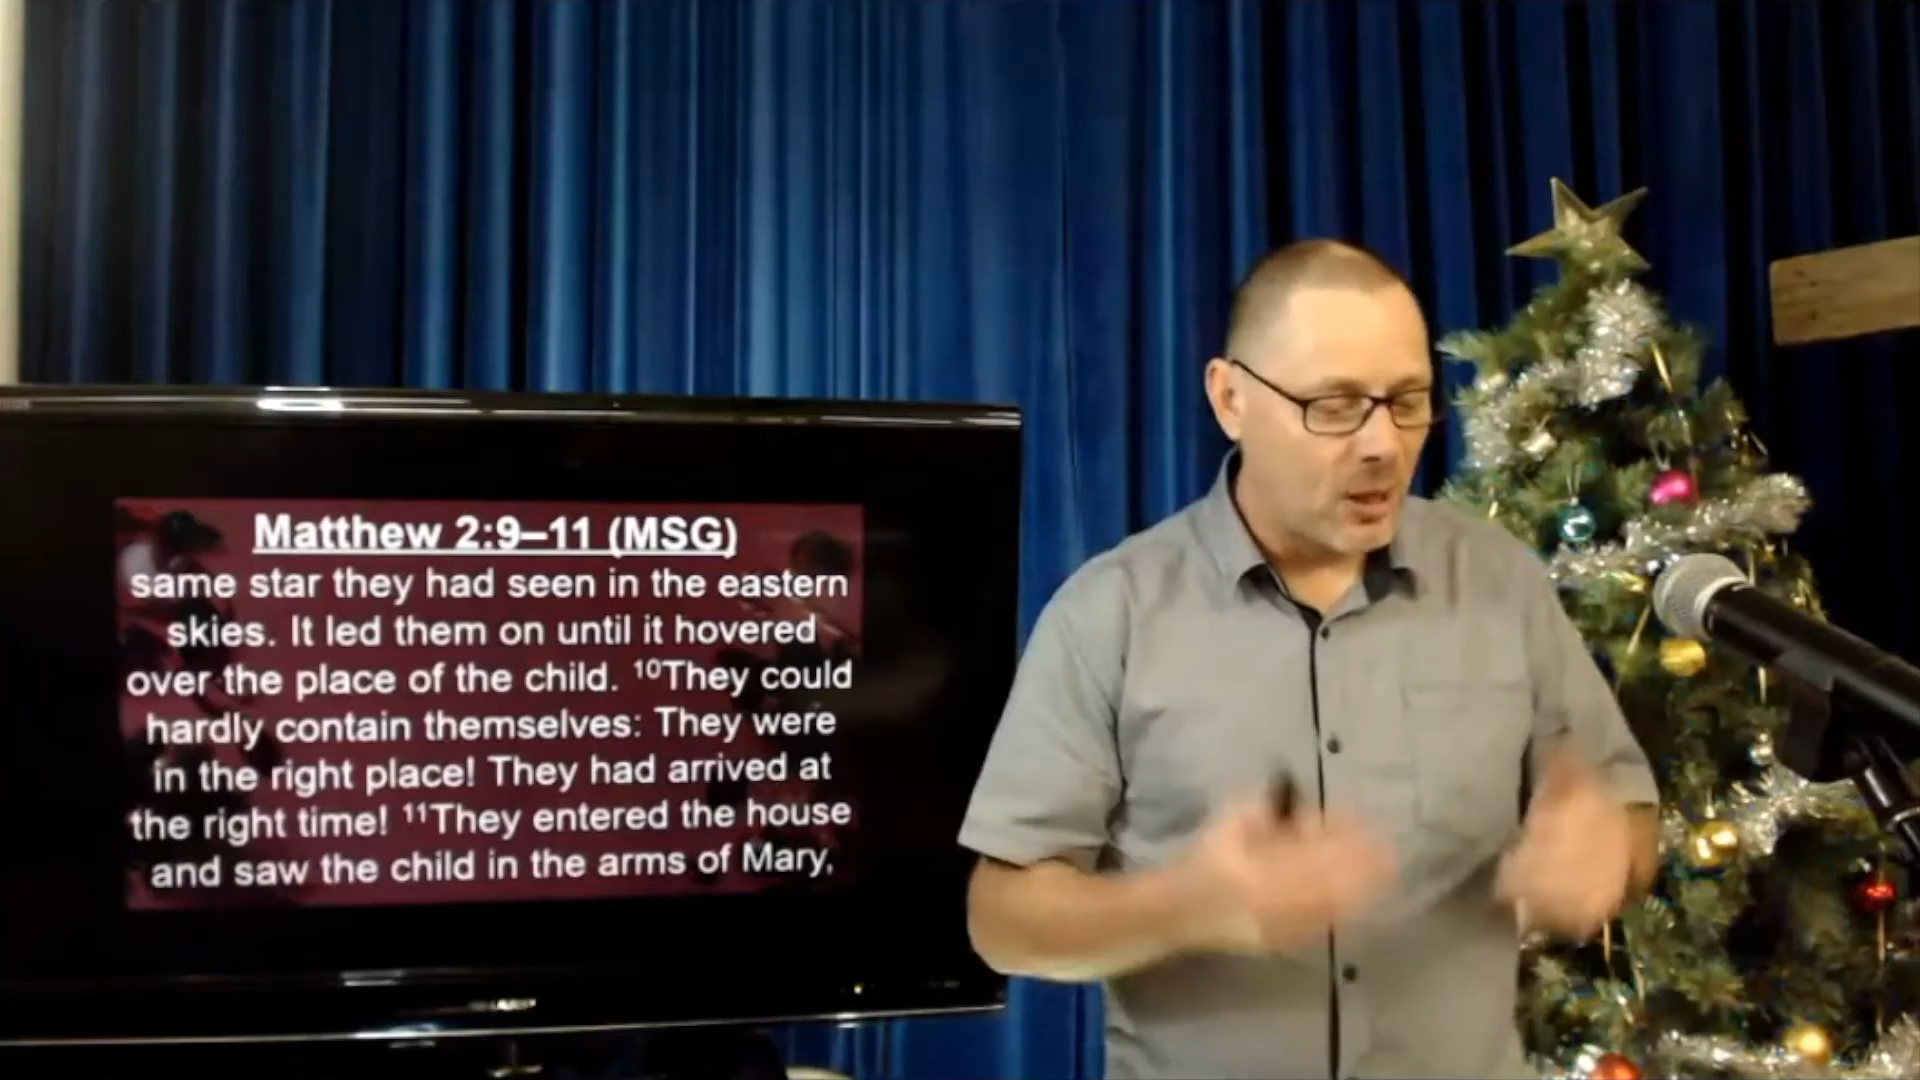 Matthew 2:9–11 (MSG)
same star they had seen in the eastern
skies. It led them on until it hovered
over the place of the child. ¹⁰They could
hardly contain themselves: They were
in the right place! They had arrived at
the right time! ¹¹They entered the house
and saw the child in the arms of Mary,